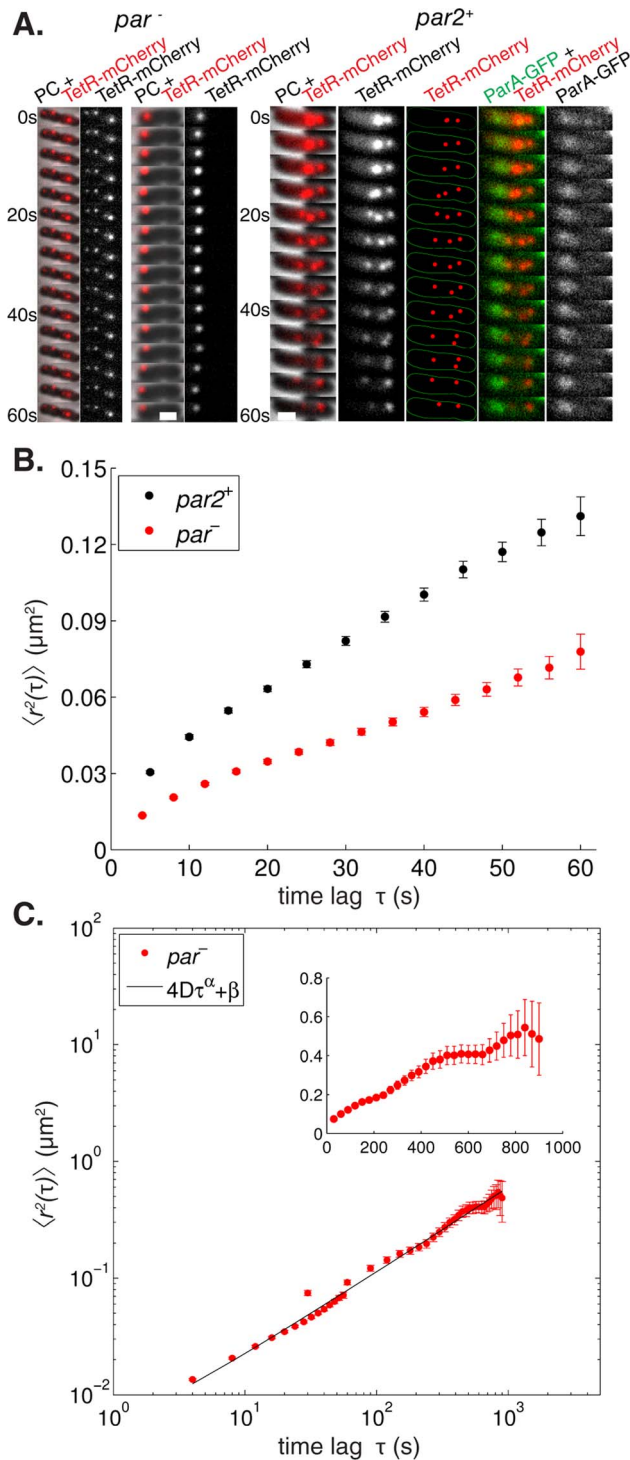 A.
par -
par2+
PC + TetR-mCherry
TetR-mCherry
PC + TetR-mCherry
TetR-mCherry
PC + TetR-mCherry
TetR-mCherry
TetR-mCherry
ParA-GFP + TetR-mCherry
ParA-GFP
0s
20s
40s
60s
0s
20s
40s
60s
B.
par2+
par−
⟨r²(τ)⟩ (µm²)
0.15
0.12
0.09
0.06
0.03
0
0 10 20 30 40 50 60
time lag τ (s)
C.
par−
4Dτ^α+β
⟨r²(τ)⟩ (µm²)
10²
10¹
10⁰
10⁻¹
10⁻²
0.8
0.6
0.4
0.2
0
0 200 400 600 800 1000
10⁰ 10¹ 10² 10³
time lag τ (s)